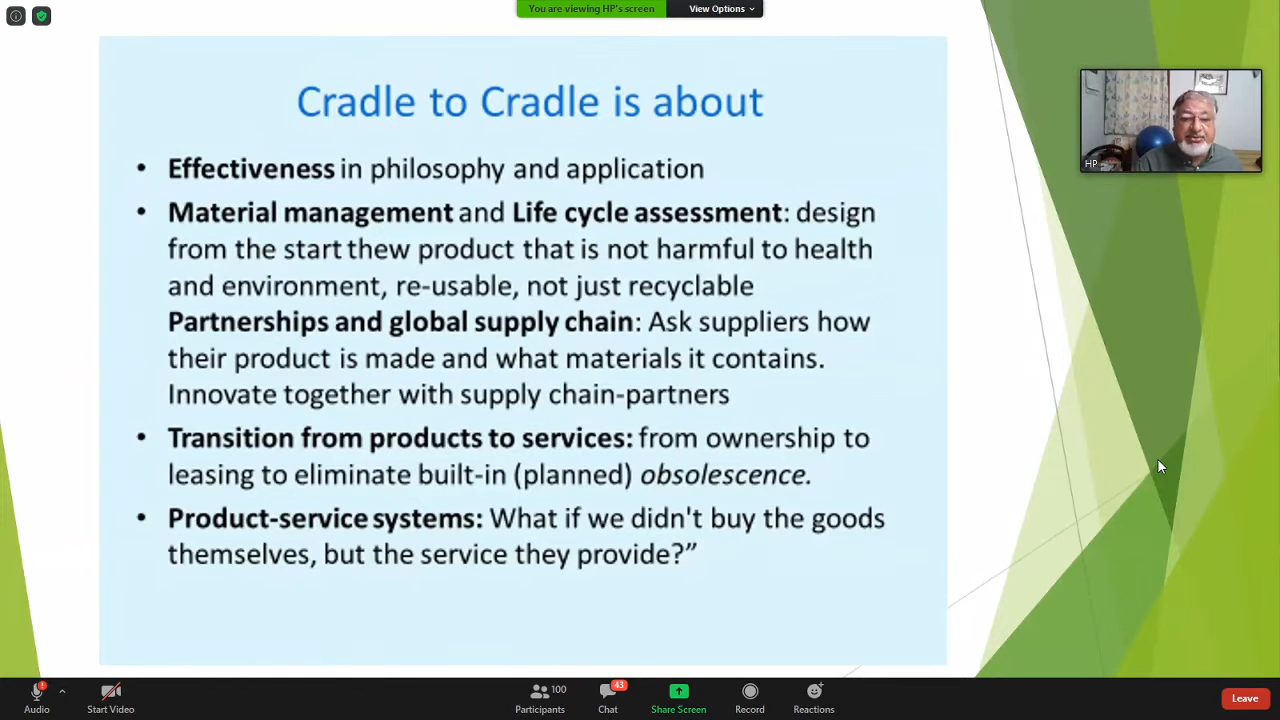 You are viewing HP's screen
View Options
Cradle to Cradle is about
• Effectiveness in philosophy and application
• Material management and Life cycle assessment: design
from the start thew product that is not harmful to health
and environment, re-usable, not just recyclable
Partnerships and global supply chain: Ask suppliers how
their product is made and what materials it contains.
Innovate together with supply chain-partners
• Transition from products to services: from ownership to
leasing to eliminate built-in (planned) obsolescence.
• Product-service systems: What if we didn't buy the goods
themselves, but the service they provide?”
HP
Audio
Start Video
Participants
100
Chat
43
Share Screen
Record
Reactions
Leave